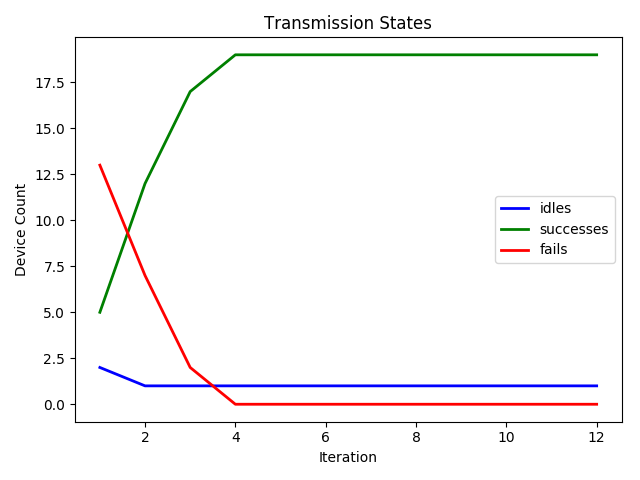 Transmission States
Device Count
17.5
15.0
12.5
10.0
7.5
5.0
2.5
0.0
idles
successes
fails
2
4
6
8
10
12
Iteration